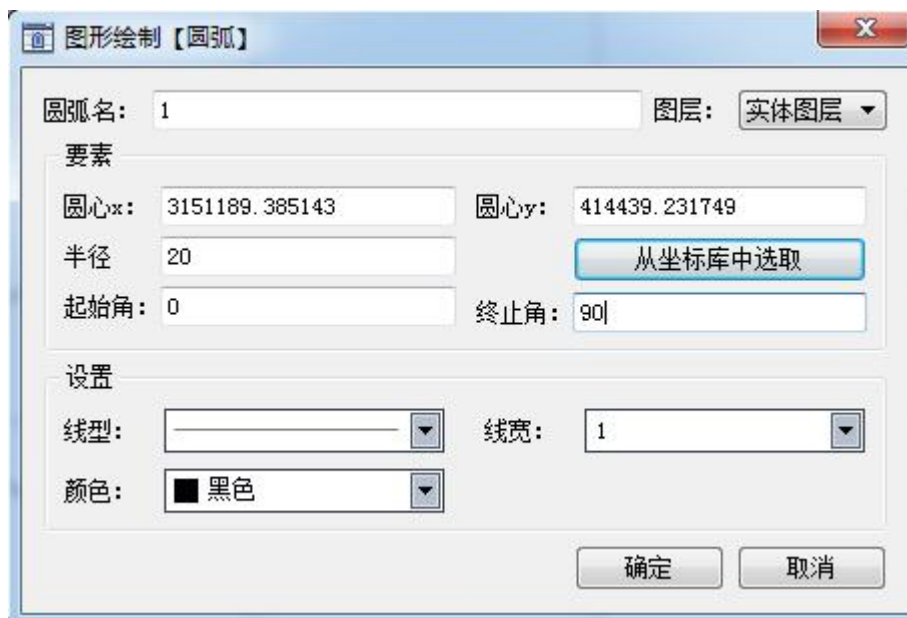 图形绘制【圆弧】
圆弧名： 1 图层： 实体图层
要素
圆心x： 3151189.385143 圆心y： 414439.231749
半径 20 从坐标库中选取
起始角： 0 终止角： 90
设置
线型： 线宽： 1
颜色： 黑色
确定 取消